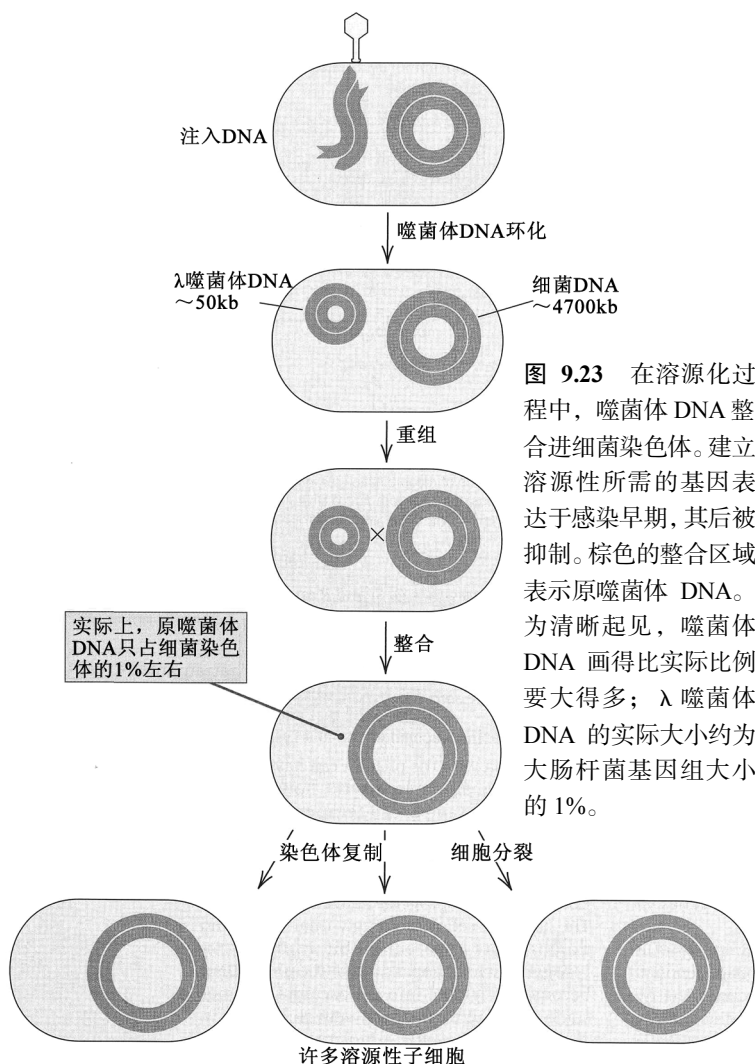 注入DNA
噬菌体DNA环化
λ噬菌体DNA
～50kb
细菌DNA
～4700kb
重组
实际上，原噬菌体
DNA只占细菌染色
体的1%左右
整合
染色体复制
细胞分裂
许多溶源性子细胞
图 9.23 在溶源化过
程中，噬菌体 DNA 整
合进细菌染色体。建立
溶源性所需的基因表
达于感染早期，其后被
抑制。棕色的整合区域
表示原噬菌体 DNA。
为清晰起见，噬菌体
DNA 画得比实际比例
要大得多；λ 噬菌体
DNA 的实际大小约为
大肠杆菌基因组大小
的 1%。